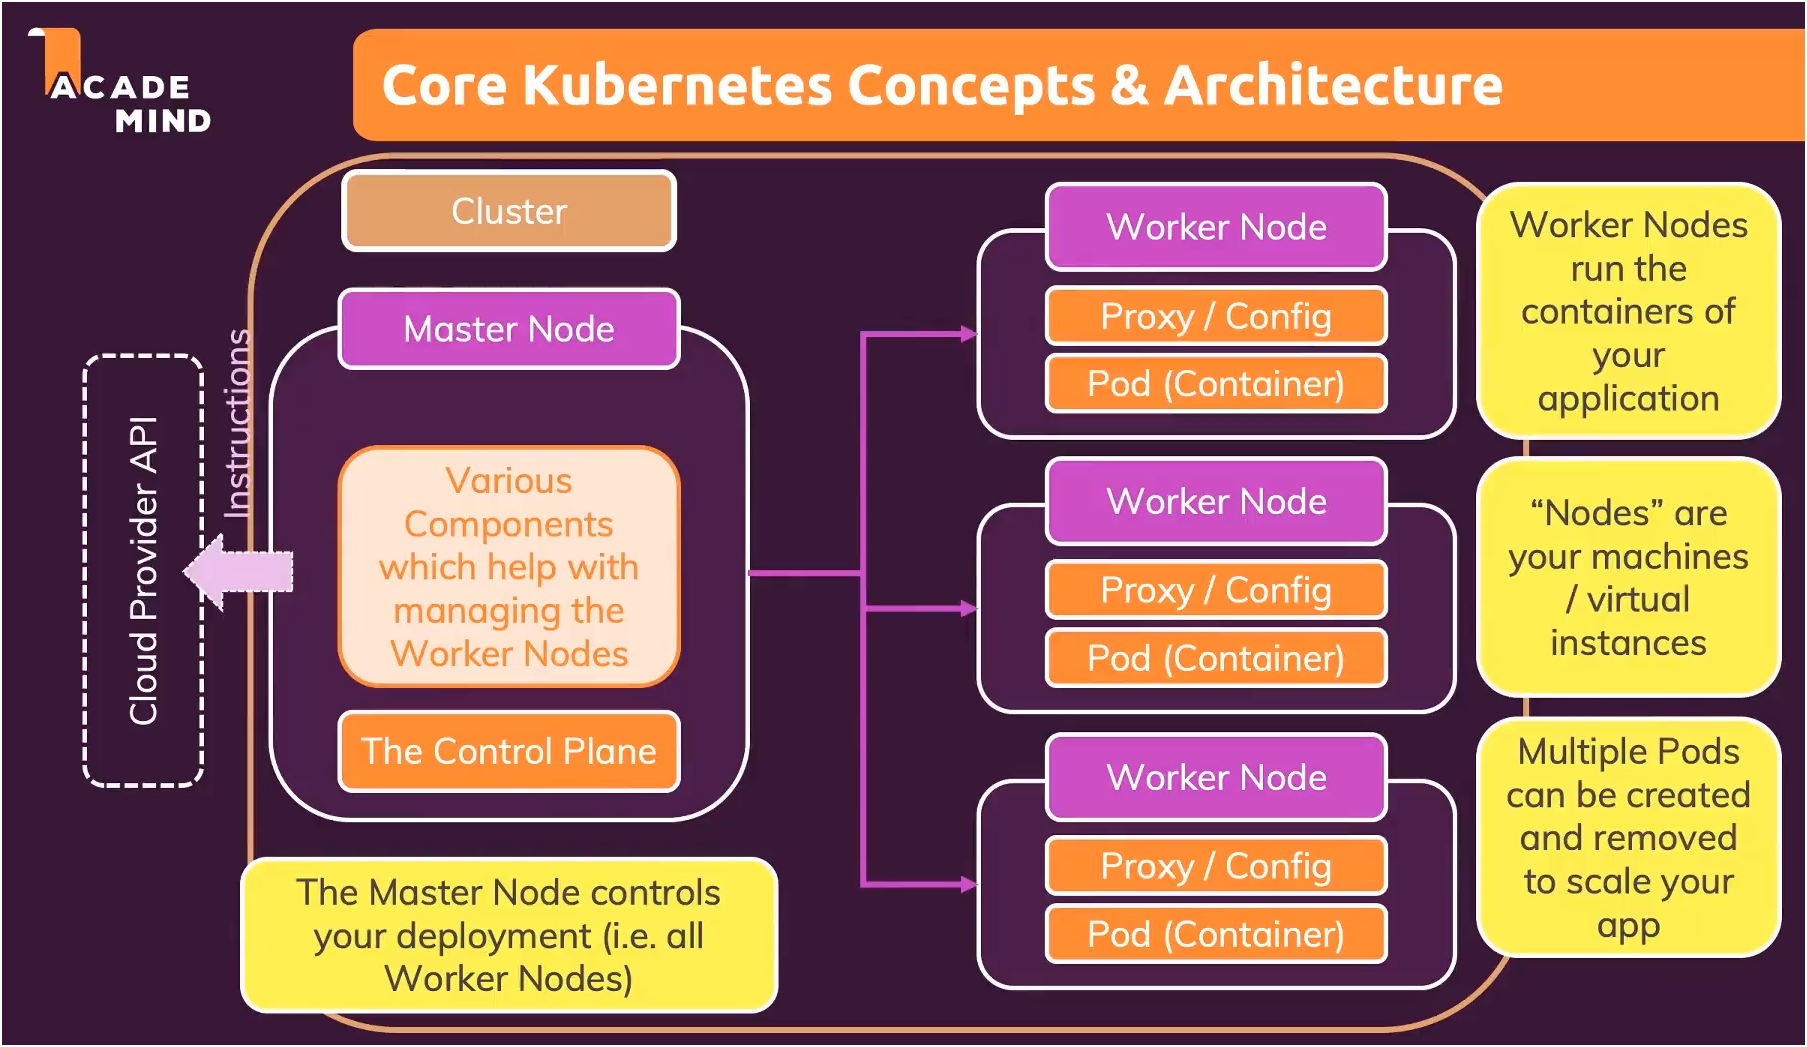 ACADE
MIND
Core Kubernetes Concepts & Architecture
Cluster
Master Node
Various
Components
which help with
managing the
Worker Nodes
The Control Plane
Cloud Provider API
Instructions
The Master Node controls
your deployment (i.e. all
Worker Nodes)
Worker Node
Proxy / Config
Pod (Container)
Worker Node
Proxy / Config
Pod (Container)
Worker Node
Proxy / Config
Pod (Container)
Worker Nodes
run the
containers of
your
application
“Nodes” are
your machines
/ virtual
instances
Multiple Pods
can be created
and removed
to scale your
app